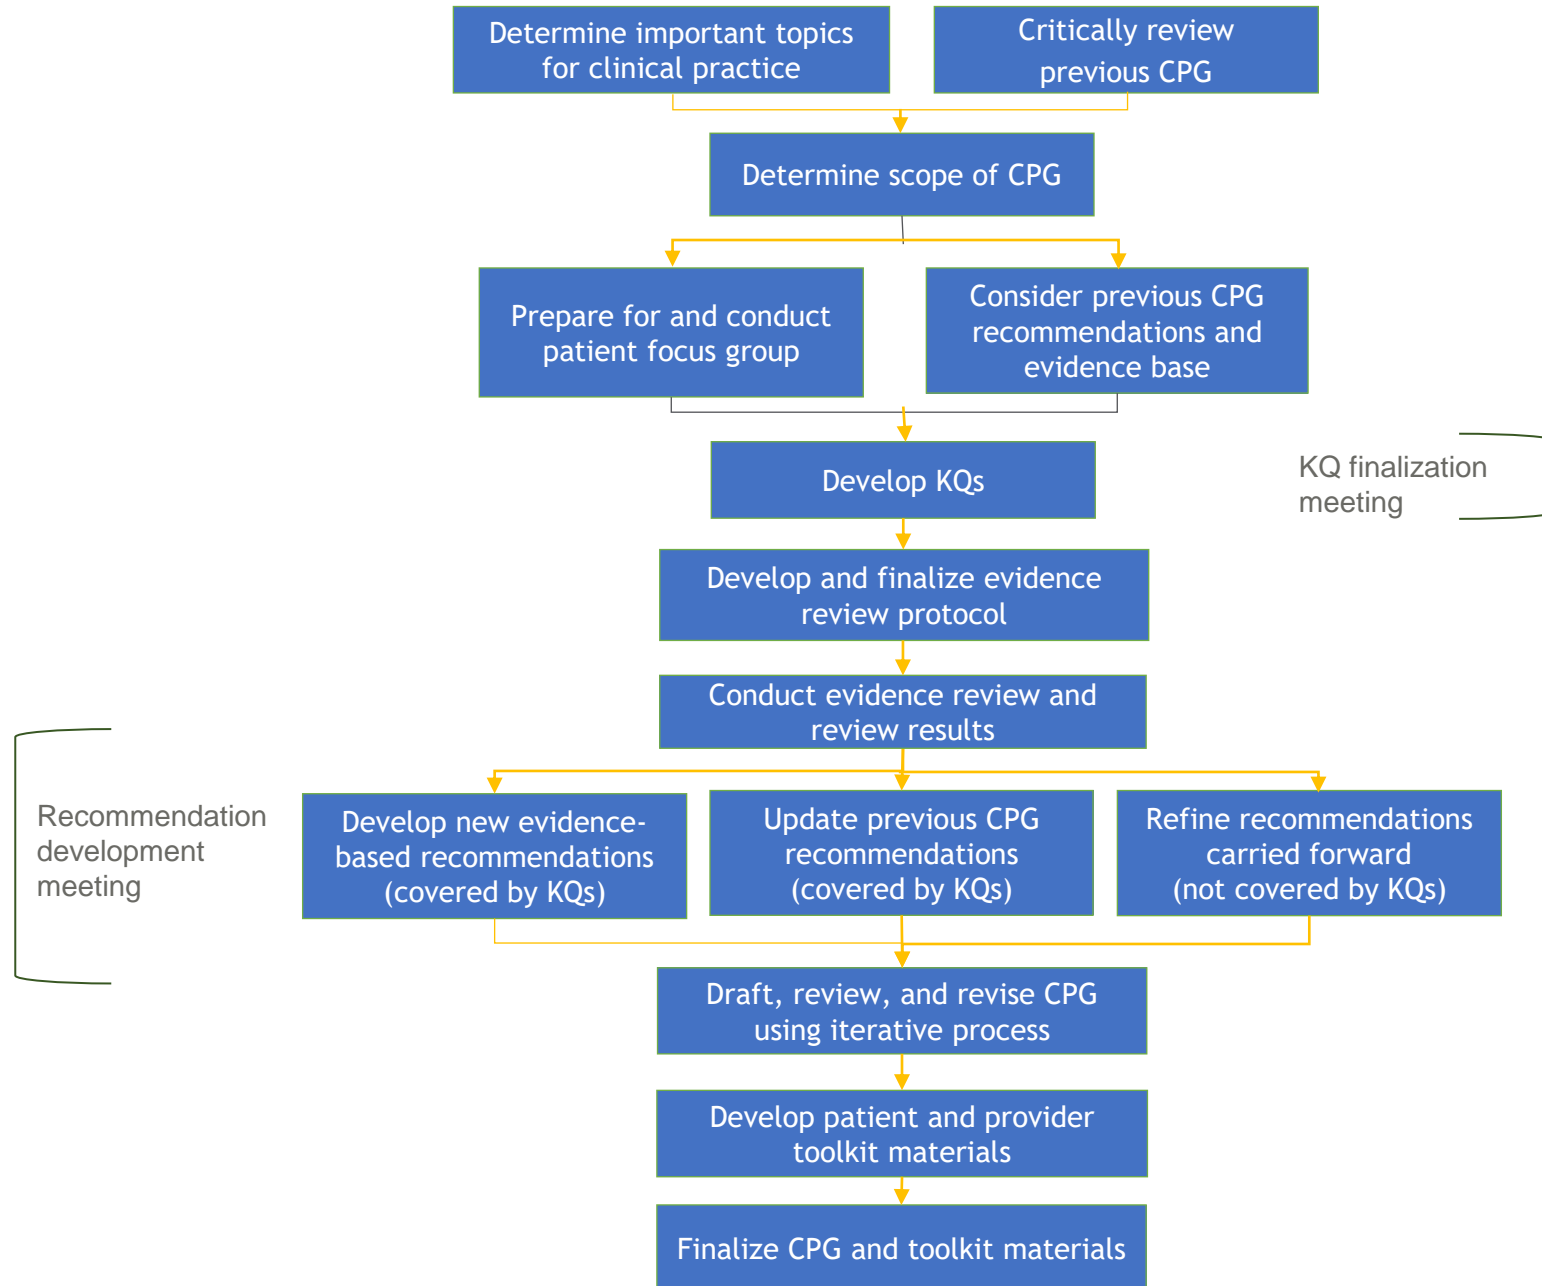 Determine important topics
for clinical practice
Critically review
previous CPG
Determine scope of CPG
Prepare for and conduct
patient focus group
Consider previous CPG
recommendations and
evidence base
Develop KQs
KQ finalization
meeting
Develop and finalize evidence
review protocol
Conduct evidence review and
review results
Recommendation
development
meeting
Develop new evidence-
based recommendations
(covered by KQs)
Update previous CPG
recommendations
(covered by KQs)
Refine recommendations
carried forward
(not covered by KQs)
Draft, review, and revise CPG
using iterative process
Develop patient and provider
toolkit materials
Finalize CPG and toolkit materials